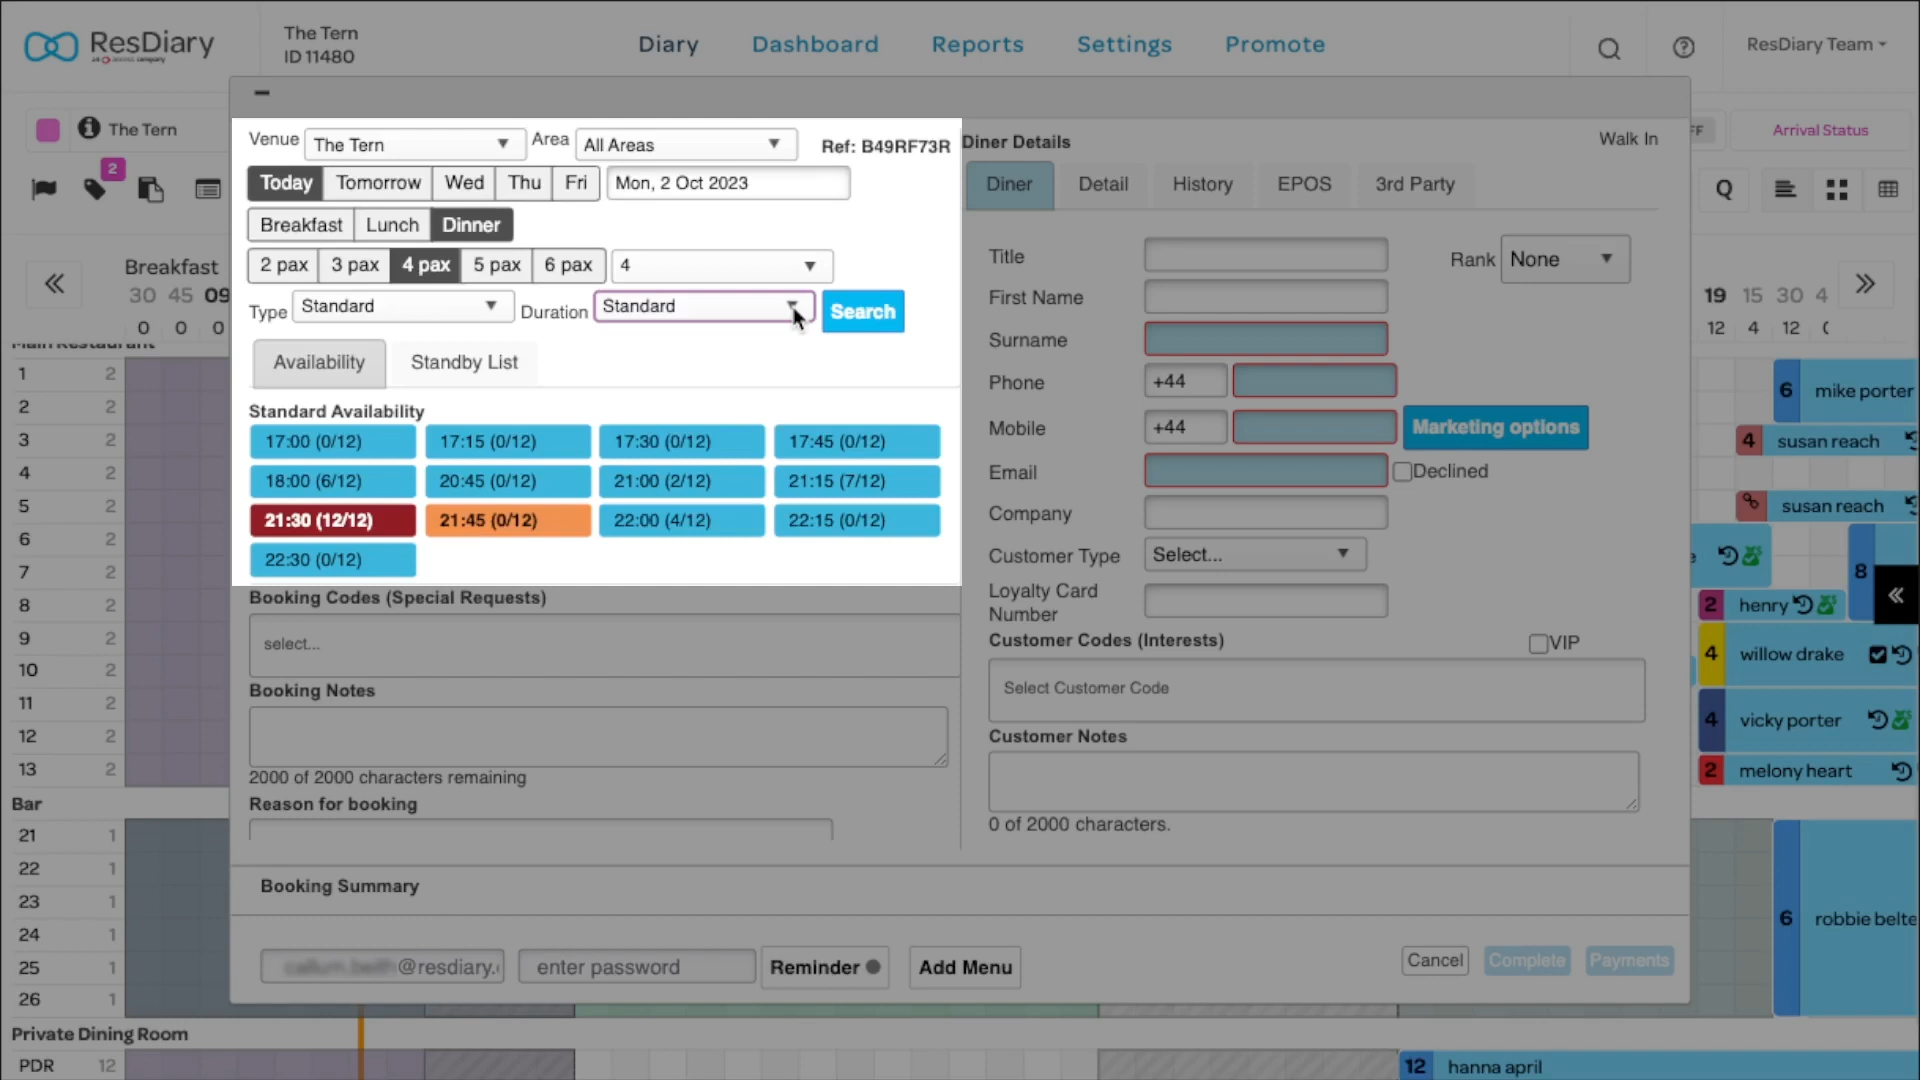 ResDiary
The Tern
ID 11480
Diary
Dashboard
Reports
Settings
Promote
ResDiary Team
The Tern
Arrival Status
2
Venue
The Tern
Area
All Areas
Ref: B49RF73R
Today
Tomorrow
Wed
Thu
Fri
Mon, 2 Oct 2023
Breakfast
Lunch
Dinner
2 pax
3 pax
4 pax
5 pax
6 pax
4
Type
Standard
Duration
Standard
Search
Availability
Standby List
Standard Availability
17:00 (0/12)
17:15 (0/12)
17:30 (0/12)
17:45 (0/12)
18:00 (6/12)
20:45 (0/12)
21:00 (2/12)
21:15 (7/12)
21:30 (12/12)
21:45 (0/12)
22:00 (4/12)
22:15 (0/12)
22:30 (0/12)
Booking Codes (Special Requests)
select...
Booking Notes
2000 of 2000 characters remaining
Reason for booking
Diner Details
Walk In
Diner
Detail
History
EPOS
3rd Party
Title
Rank
None
First Name
Surname
Phone
+44
Mobile
+44
Marketing options
Email
Declined
Company
Customer Type
Select...
Loyalty Card
Number
Customer Codes (Interests)
VIP
Select Customer Code
Customer Notes
0 of 2000 characters.
Booking Summary
@resdiary.
enter password
Reminder
Add Menu
Cancel
Complete
Payments
Breakfast
30 45 09
0 0 0
Main Restaurant
1 2
2 2
3 2
4 2
5 2
6 2
7 2
8 2
9 2
10 2
11 2
12 2
13 2
Bar
21 1
22 1
23 1
24 1
25 1
26 1
Private Dining Room
PDR 12
Q
19 15 30 4
12 4 12
6 mike porter
4 susan reach
susan reach
8
2 henry
4 willow drake
4 vicky porter
2 melony heart
6 robbie belte
12 hanna april